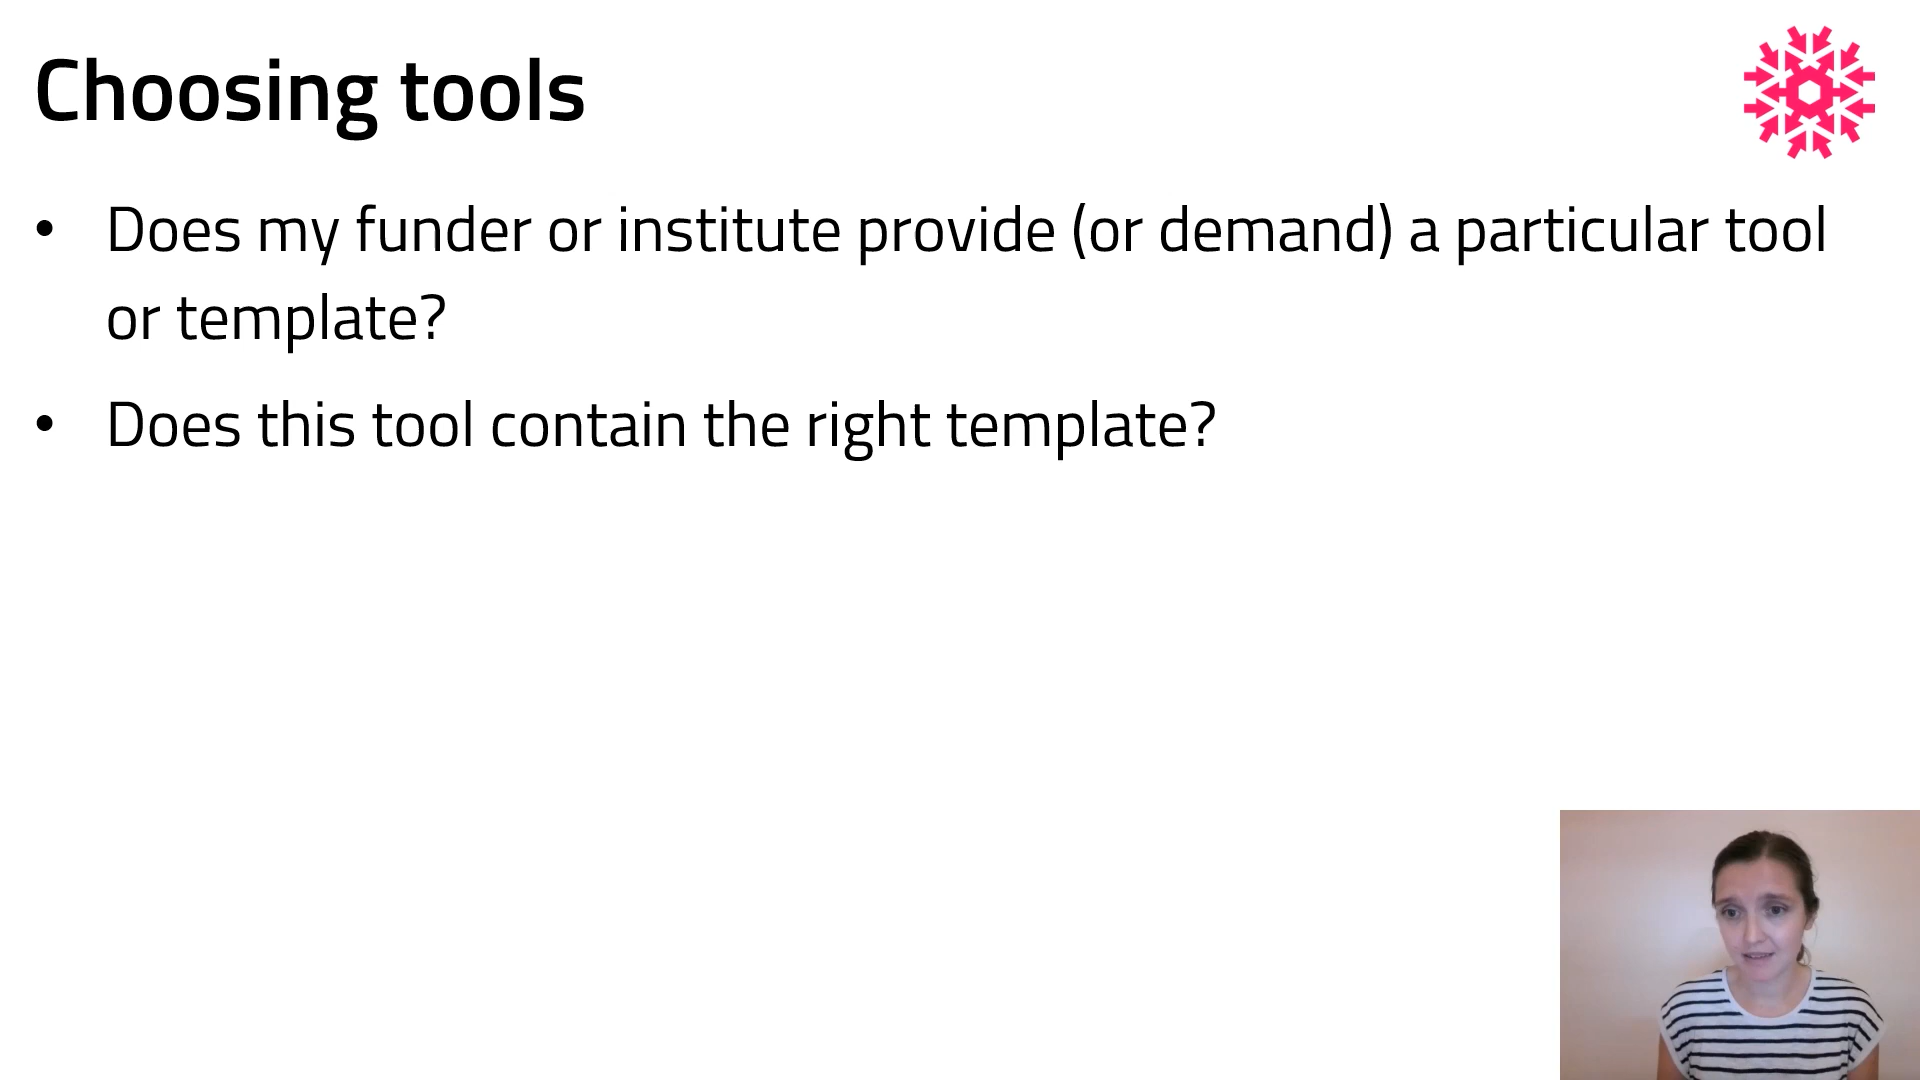 Choosing tools
• Does my funder or institute provide (or demand) a particular tool
or template?
• Does this tool contain the right template?